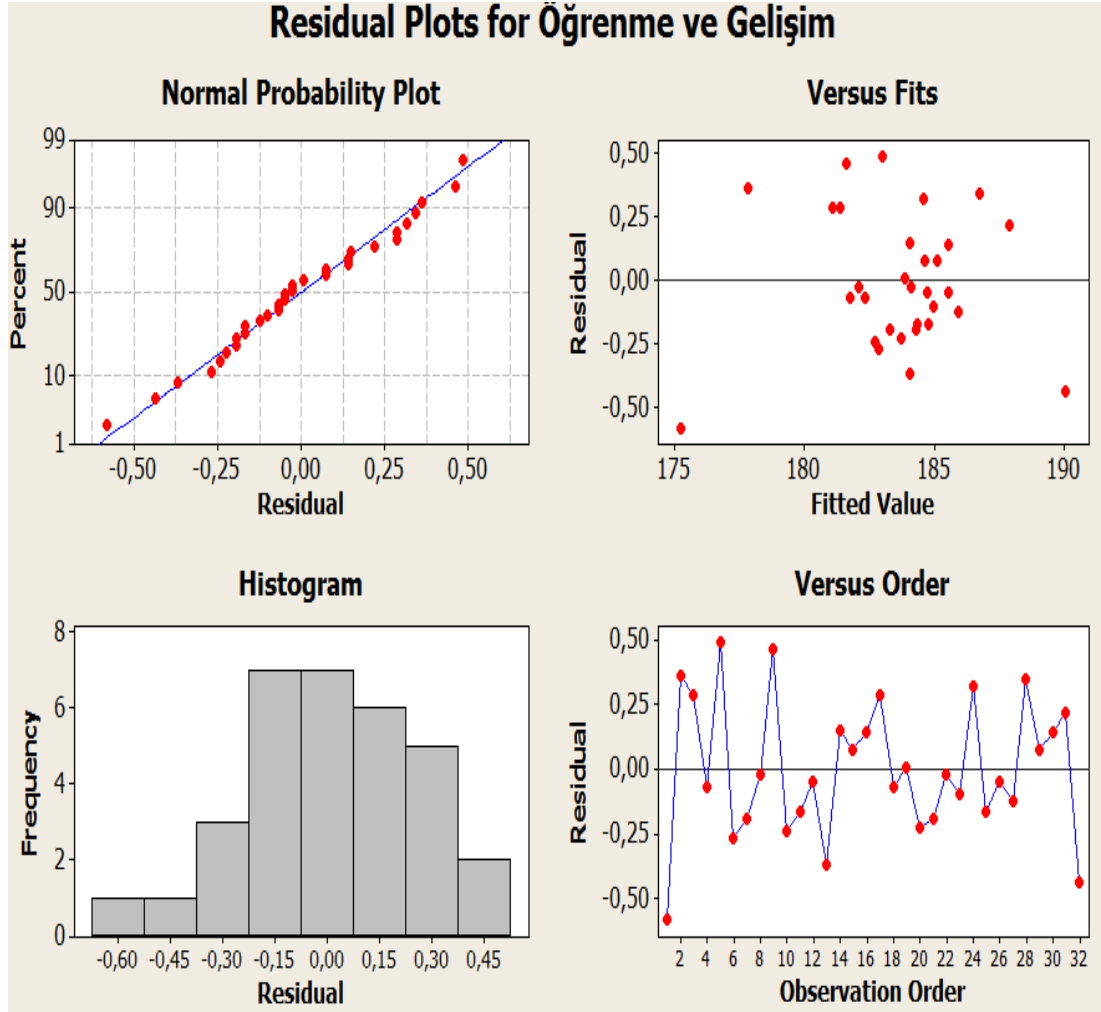 Residual Plots for Öğrenme ve Gelişim
Normal Probability Plot
99
90
50
10
1
Percent
-0,50 -0,25 0,00 0,25 0,50
Residual
Versus Fits
0,50
0,25
0,00
-0,25
-0,50
Residual
175 180 185 190
Fitted Value
Histogram
8
6
4
2
0
Frequency
-0,60 -0,45 -0,30 -0,15 0,00 0,15 0,30 0,45
Residual
Versus Order
0,50
0,25
0,00
-0,25
-0,50
Residual
2 4 6 8 10 12 14 16 18 20 22 24 26 28 30 32
Observation Order